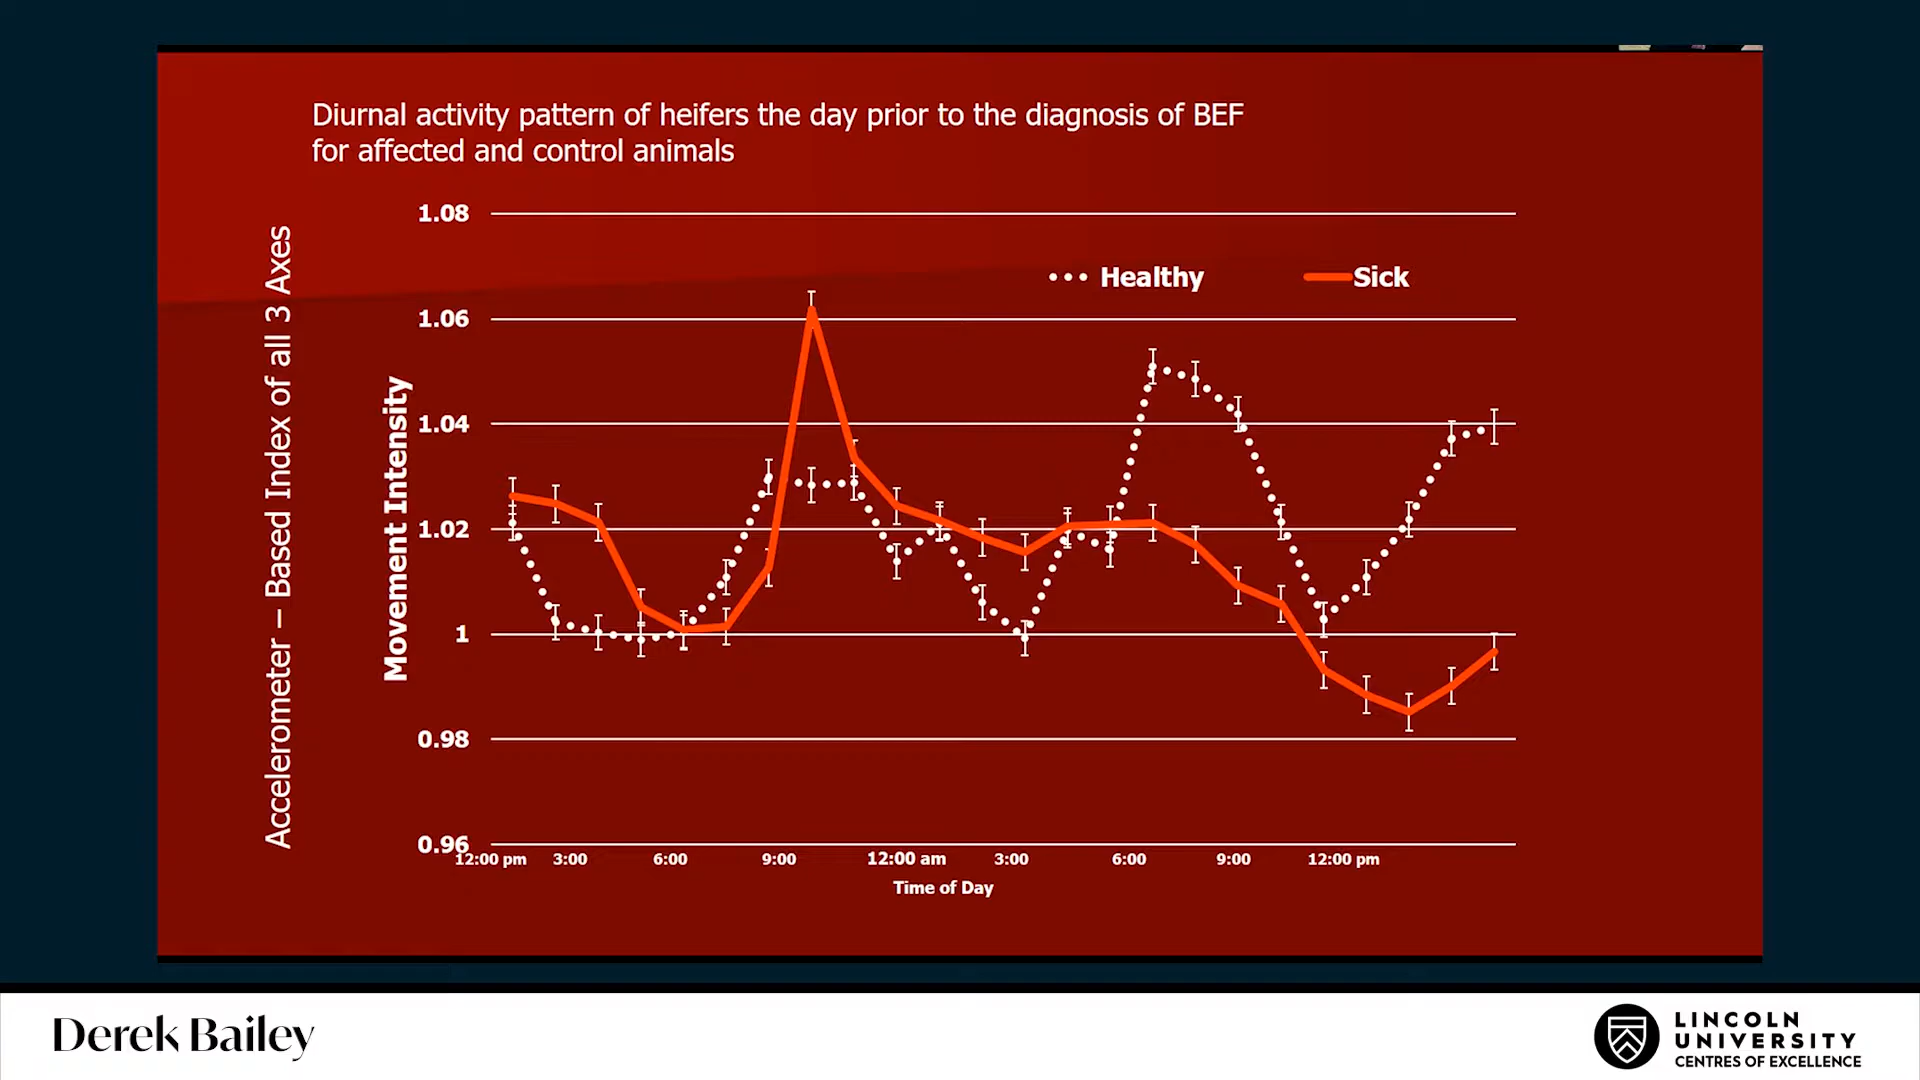 Diurnal activity pattern of heifers the day prior to the diagnosis of BEF
for affected and control animals
Accelerometer – Based Index of all 3 Axes
Movement Intensity
1.08
1.06
1.04
1.02
1
0.98
0.96
Healthy
Sick
12:00 pm 3:00 6:00 9:00 12:00 am 3:00 6:00 9:00 12:00 pm
Time of Day
Derek Bailey
LINCOLN
UNIVERSITY
CENTRES OF EXCELLENCE